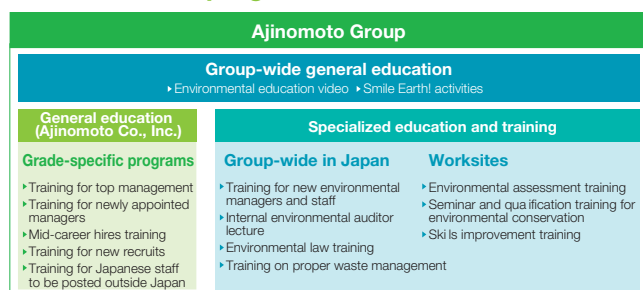 Ajinomoto Group
Group-wide general education
▸Environmental education video ▸Smile Earth! activities
General education
(Ajinomoto Co., Inc.)
Grade-specific programs
▸Training for top management
▸Training for newly appointed
managers
▸Mid-career hires training
▸Training for new recruits
▸Training for Japanese staff
to be posted outside Japan
Specialized education and training
Group-wide in Japan
▸Training for new environmental
managers and staff
▸Internal environmental auditor
lecture
▸Environmental law training
▸Training on proper waste management
Worksites
▸Environmental assessment training
▸Seminar and qua ification training for
environmental conservation
▸Ski ls improvement training